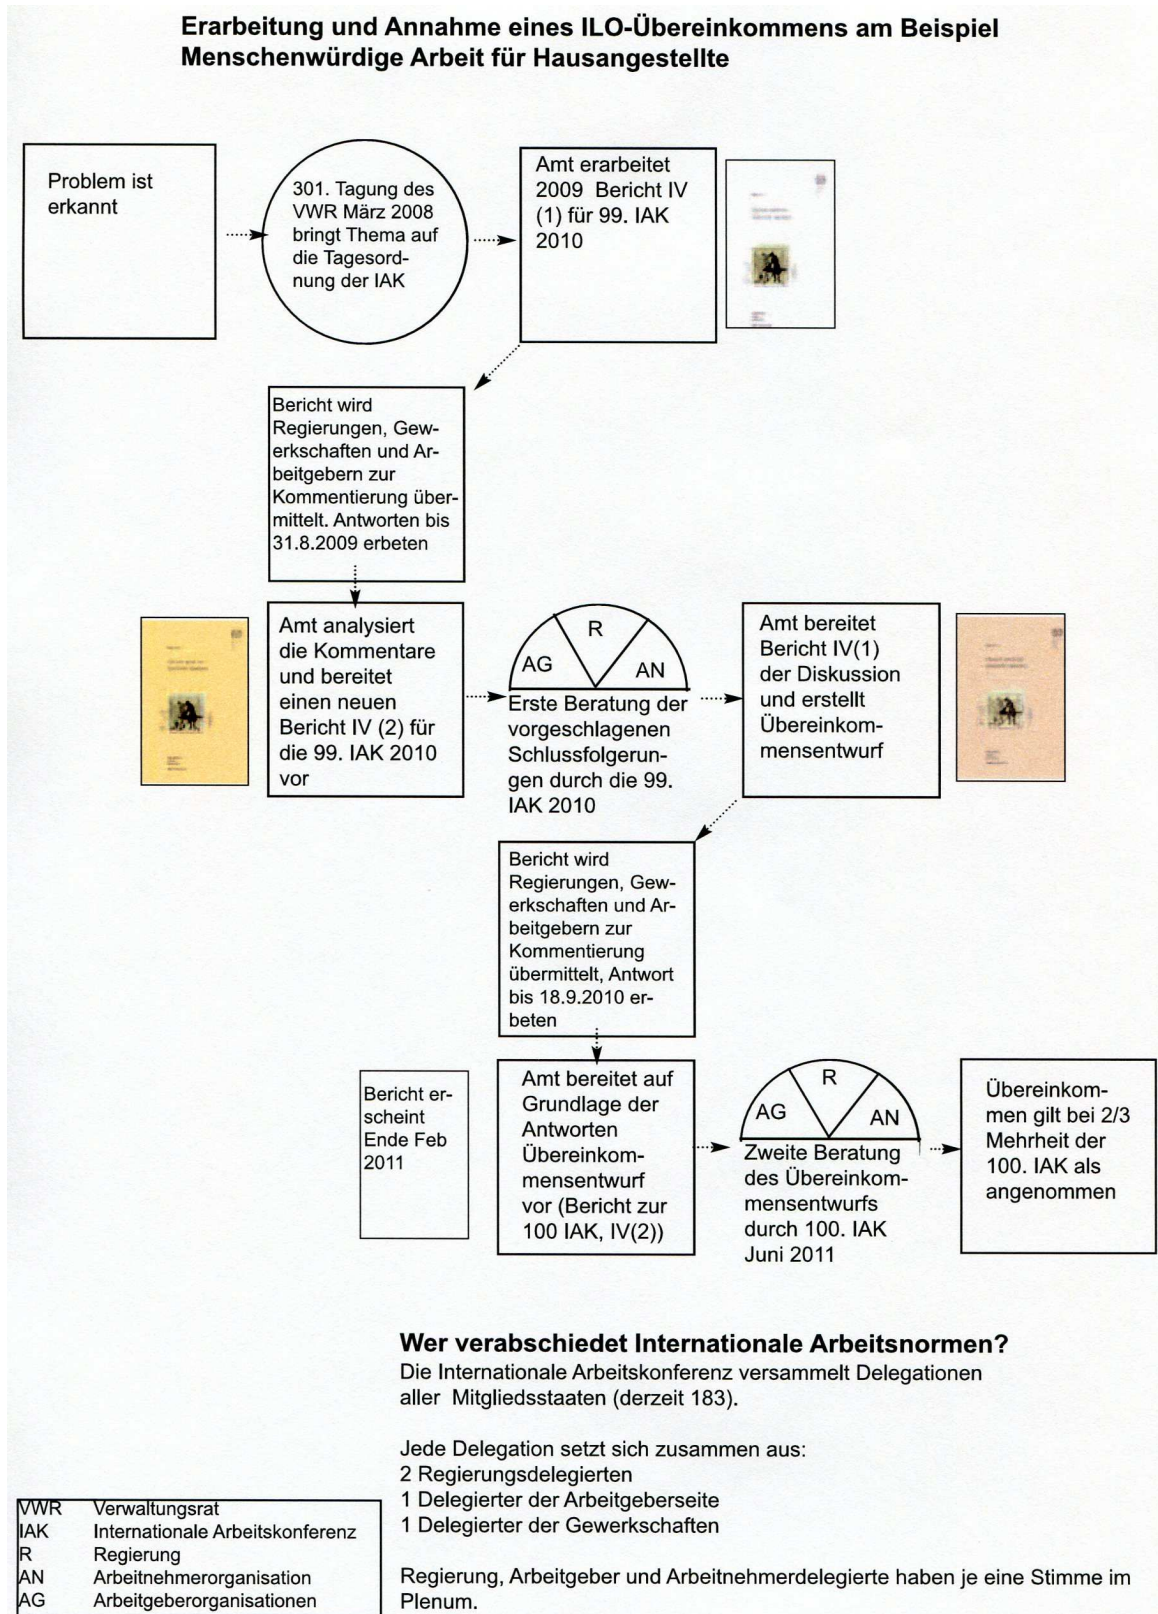 Erarbeitung und Annahme eines ILO-Übereinkommens am Beispiel
Menschenwürdige Arbeit für Hausangestellte
Problem ist
erkannt
301. Tagung des
VWR März 2008
bringt Thema auf
die Tagesord-
nung der IAK
Amt erarbeitet
2009 Bericht IV
(1) für 99. IAK
2010
Bericht wird
Regierungen, Gew-
erkschaften und Ar-
beitgebern zur
Kommentierung über-
mittelt. Antworten bis
31.8.2009 erbeten
Amt analysiert
die Kommentare
und bereitet
einen neuen
Bericht IV (2) für
die 99. IAK 2010
vor
AG
R
AN
Erste Beratung der
vorgeschlagenen
Schlussfolgerun-
gen durch die 99.
IAK 2010
Amt bereitet
Bericht IV(1)
der Diskussion
und erstellt
Übereinkom-
mensentwurf
Bericht wird
Regierungen, Gew-
erkschaften und Ar-
beitgebern zur
Kommentierung
übermittelt, Antwort
bis 18.9.2010 er-
beten
Bericht er-
scheint
Ende Feb
2011
Amt bereitet auf
Grundlage der
Antworten
Übereinkom-
mensentwurf
vor (Bericht zur
100 IAK, IV(2))
AG
R
AN
Zweite Beratung
des Übereinkom-
mensentwurfs
durch 100. IAK
Juni 2011
Übereinkom-
men gilt bei 2/3
Mehrheit der
100. IAK als
angenommen
Wer verabschiedet Internationale Arbeitsnormen?
Die Internationale Arbeitskonferenz versammelt Delegationen
aller Mitgliedsstaaten (derzeit 183).
Jede Delegation setzt sich zusammen aus:
2 Regierungsdelegierten
1 Delegierter der Arbeitgeberseite
1 Delegierter der Gewerkschaften
Regierung, Arbeitgeber und Arbeitnehmerdelegierte haben je eine Stimme im
Plenum.
VWR Verwaltungsrat
IAK Internationale Arbeitskonferenz
R Regierung
AN Arbeitnehmerorganisation
AG Arbeitgeberorganisationen